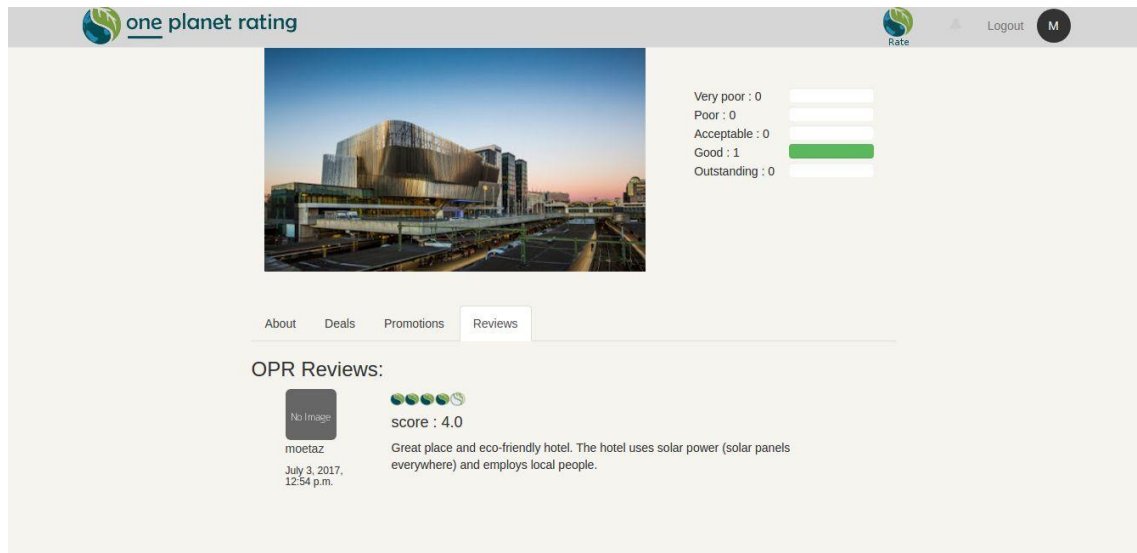 one planet rating
Rate
Logout
M
Very poor : 0
Poor : 0
Acceptable : 0
Good : 1
Outstanding : 0
About
Deals
Promotions
Reviews
OPR Reviews:
No Image
moetaz
July 3, 2017,
12:54 p.m.
score : 4.0
Great place and eco-friendly hotel. The hotel uses solar power (solar panels
everywhere) and employs local people.